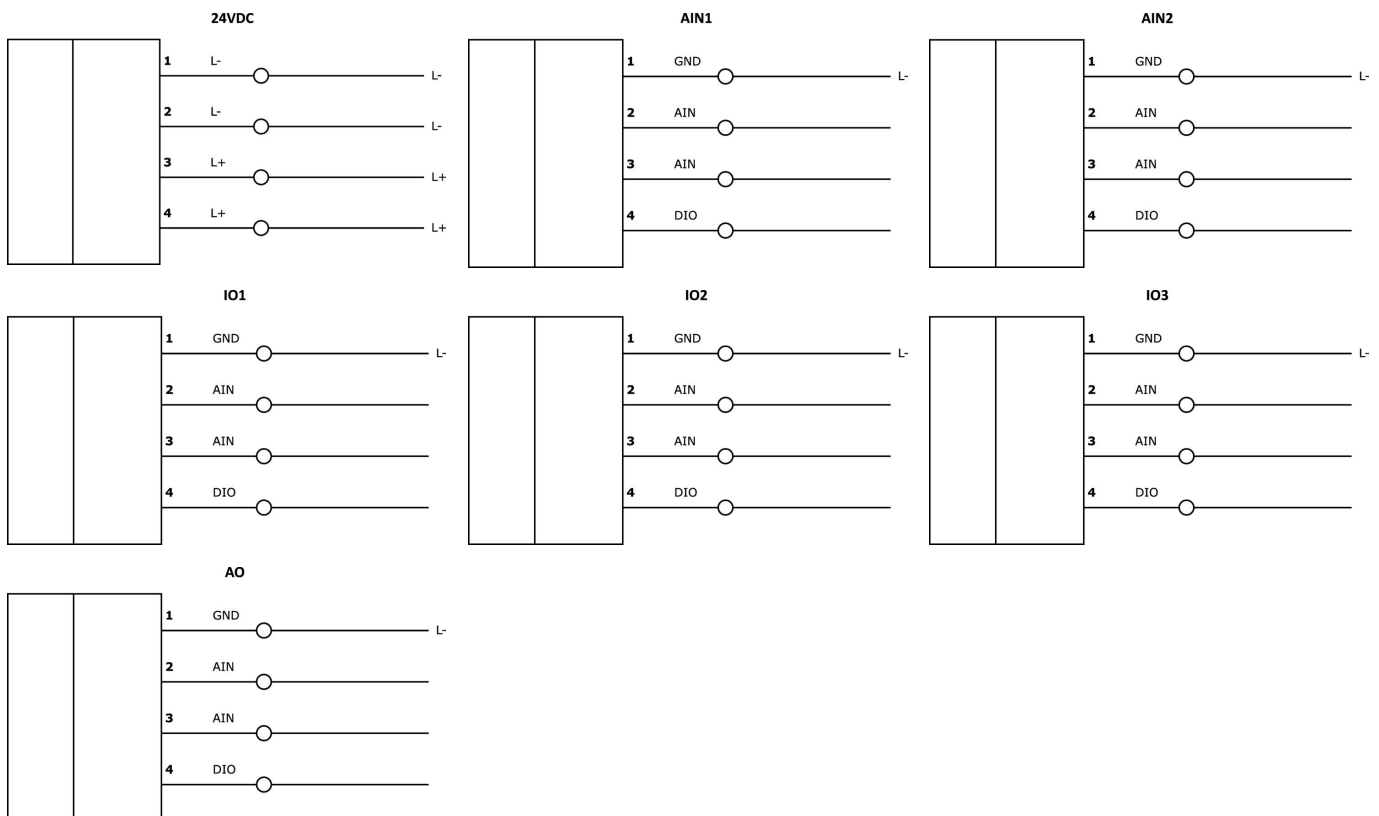 24VDC
1 L- L-
2 L- L-
3 L+ L+
4 L+ L+
AIN1
1 GND L-
2 AIN
3 AIN
4 DIO
AIN2
1 GND L-
2 AIN
3 AIN
4 DIO
IO1
1 GND L-
2 AIN
3 AIN
4 DIO
IO2
1 GND L-
2 AIN
3 AIN
4 DIO
IO3
1 GND L-
2 AIN
3 AIN
4 DIO
AO
1 GND L-
2 AIN
3 AIN
4 DIO